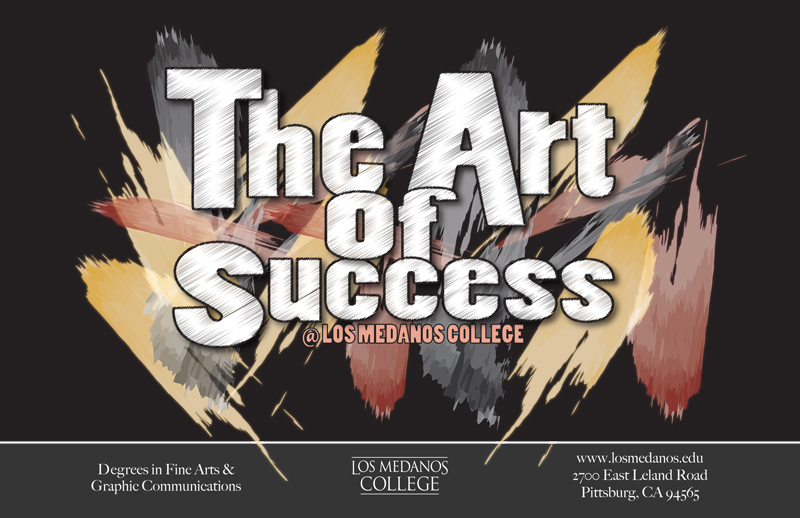 The Art
of
Success
@ LOS MEDANOS COLLEGE
Degrees in Fine Arts &
Graphic Communications
LOS MEDANOS
COLLEGE
www.losmedanos.edu
2700 East Leland Road
Pittsburg, CA 94565